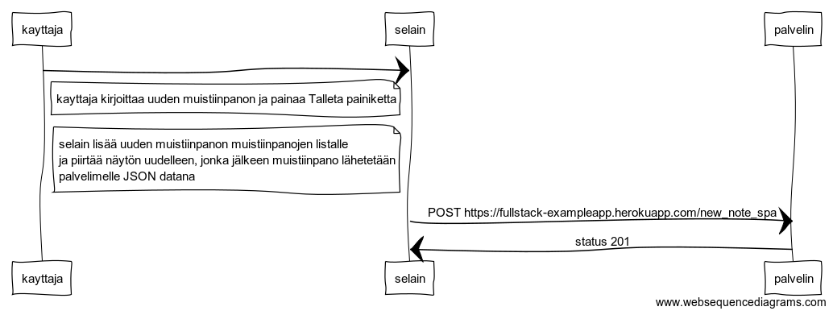 kayttaja selain palvelin
kayttaja kirjoittaa uuden muistiinpanon ja painaa Talleta painiketta
selain lisää uuden muistiinpanon muistiinpanojen listalle
ja piirtää näytön uudelleen, jonka jälkeen muistiinpano lähetetään
palvelimelle JSON datana
POST https://fullstack-exampleapp.herokuapp.com/new_note_spa
status 201
kayttaja selain palvelin
www.websequencediagrams.com